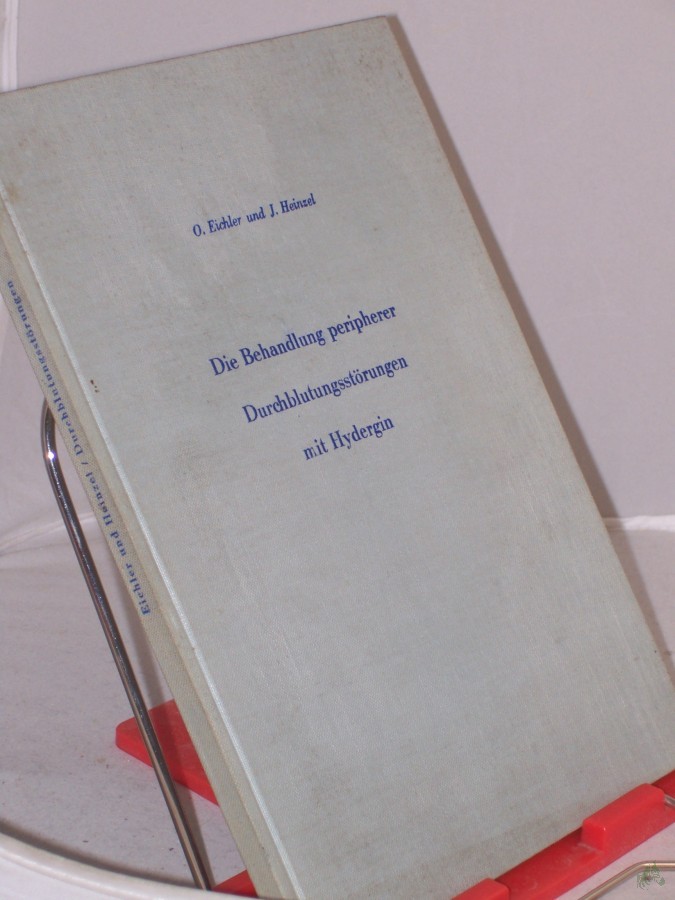 O. Eichler und J. Heinzel
Die Behandlung peripherer
Durchblutungsstörungen
mit Hydergin
Eichler und Heinzel / Durchblutungsstörungen